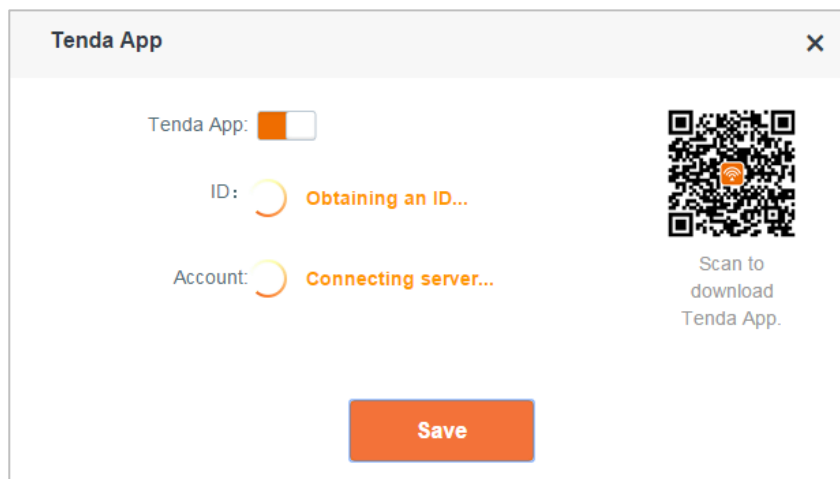 Tenda App
Tenda App:
ID：
Obtaining an ID...
Account:
Connecting server...
Scan to
download
Tenda App.
Save